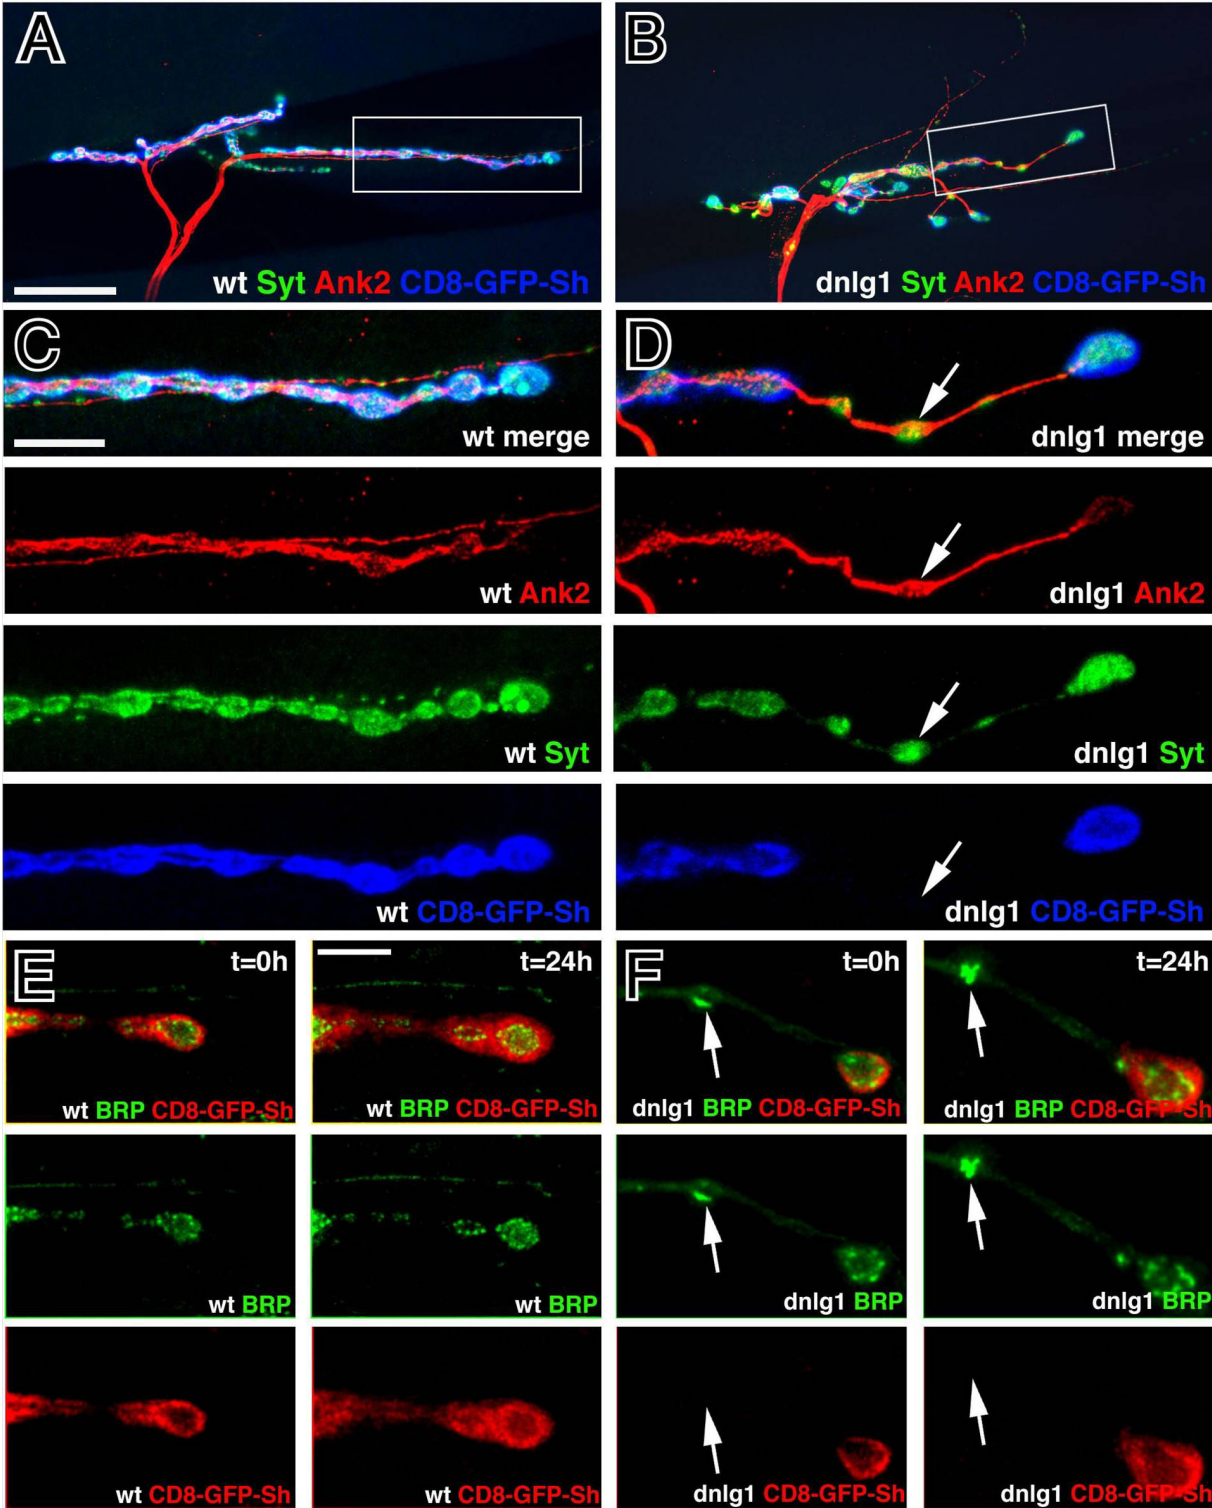 A
wt Syt Ank2 CD8-GFP-Sh
B
dnlg1 Syt Ank2 CD8-GFP-Sh
C
wt merge
D
dnlg1 merge
wt Ank2
dnlg1 Ank2
wt Syt
dnlg1 Syt
wt CD8-GFP-Sh
dnlg1 CD8-GFP-Sh
E
t=0h
wt BRP CD8-GFP-Sh
t=24h
wt BRP CD8-GFP-Sh
F
t=0h
dnlg1 BRP CD8-GFP-Sh
t=24h
dnlg1 BRP CD8-GFP-Sh
wt BRP
wt BRP
dnlg1 BRP
dnlg1 BRP
wt CD8-GFP-Sh
wt CD8-GFP-Sh
dnlg1 CD8-GFP-Sh
dnlg1 CD8-GFP-Sh